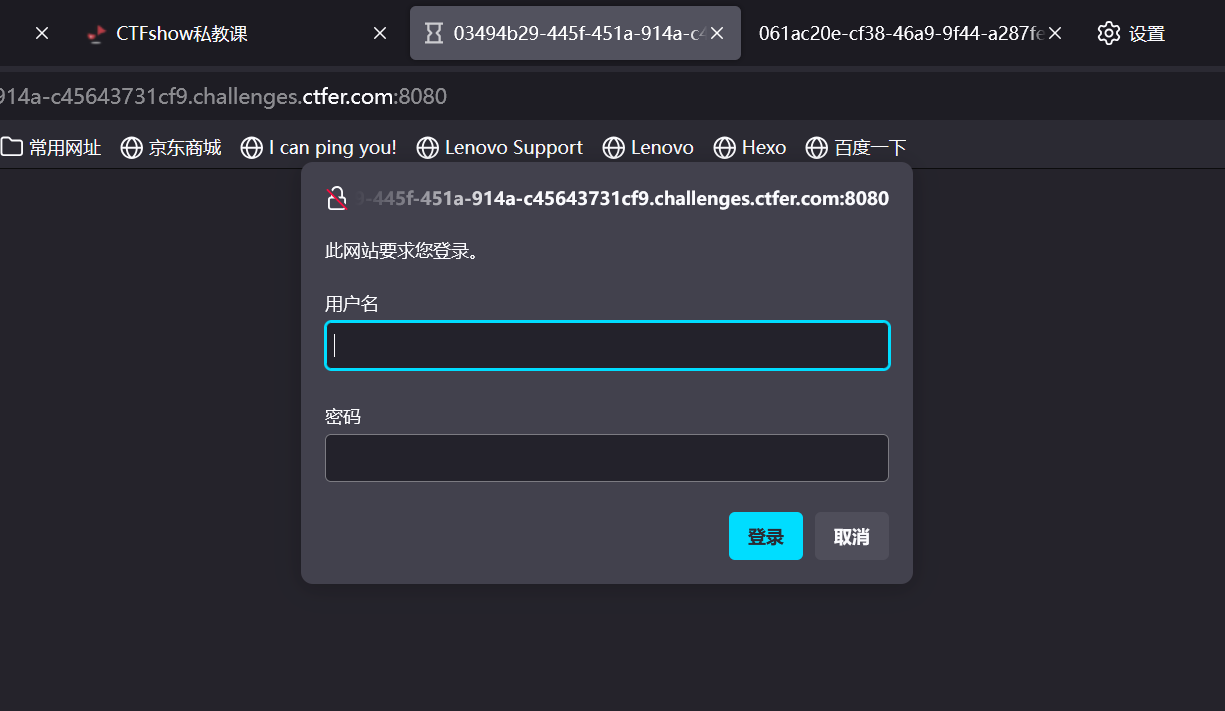 CTFshow私教课
03494b29-445f-451a-914a-c4
061ac20e-cf38-46a9-9f44-a287fe
设置
914a-c45643731cf9.challenges.ctfer.com:8080
常用网址
京东商城
I can ping you!
Lenovo Support
Lenovo
Hexo
百度一下
9-445f-451a-914a-c45643731cf9.challenges.ctfer.com:8080
此网站要求您登录。
用户名
密码
登录
取消